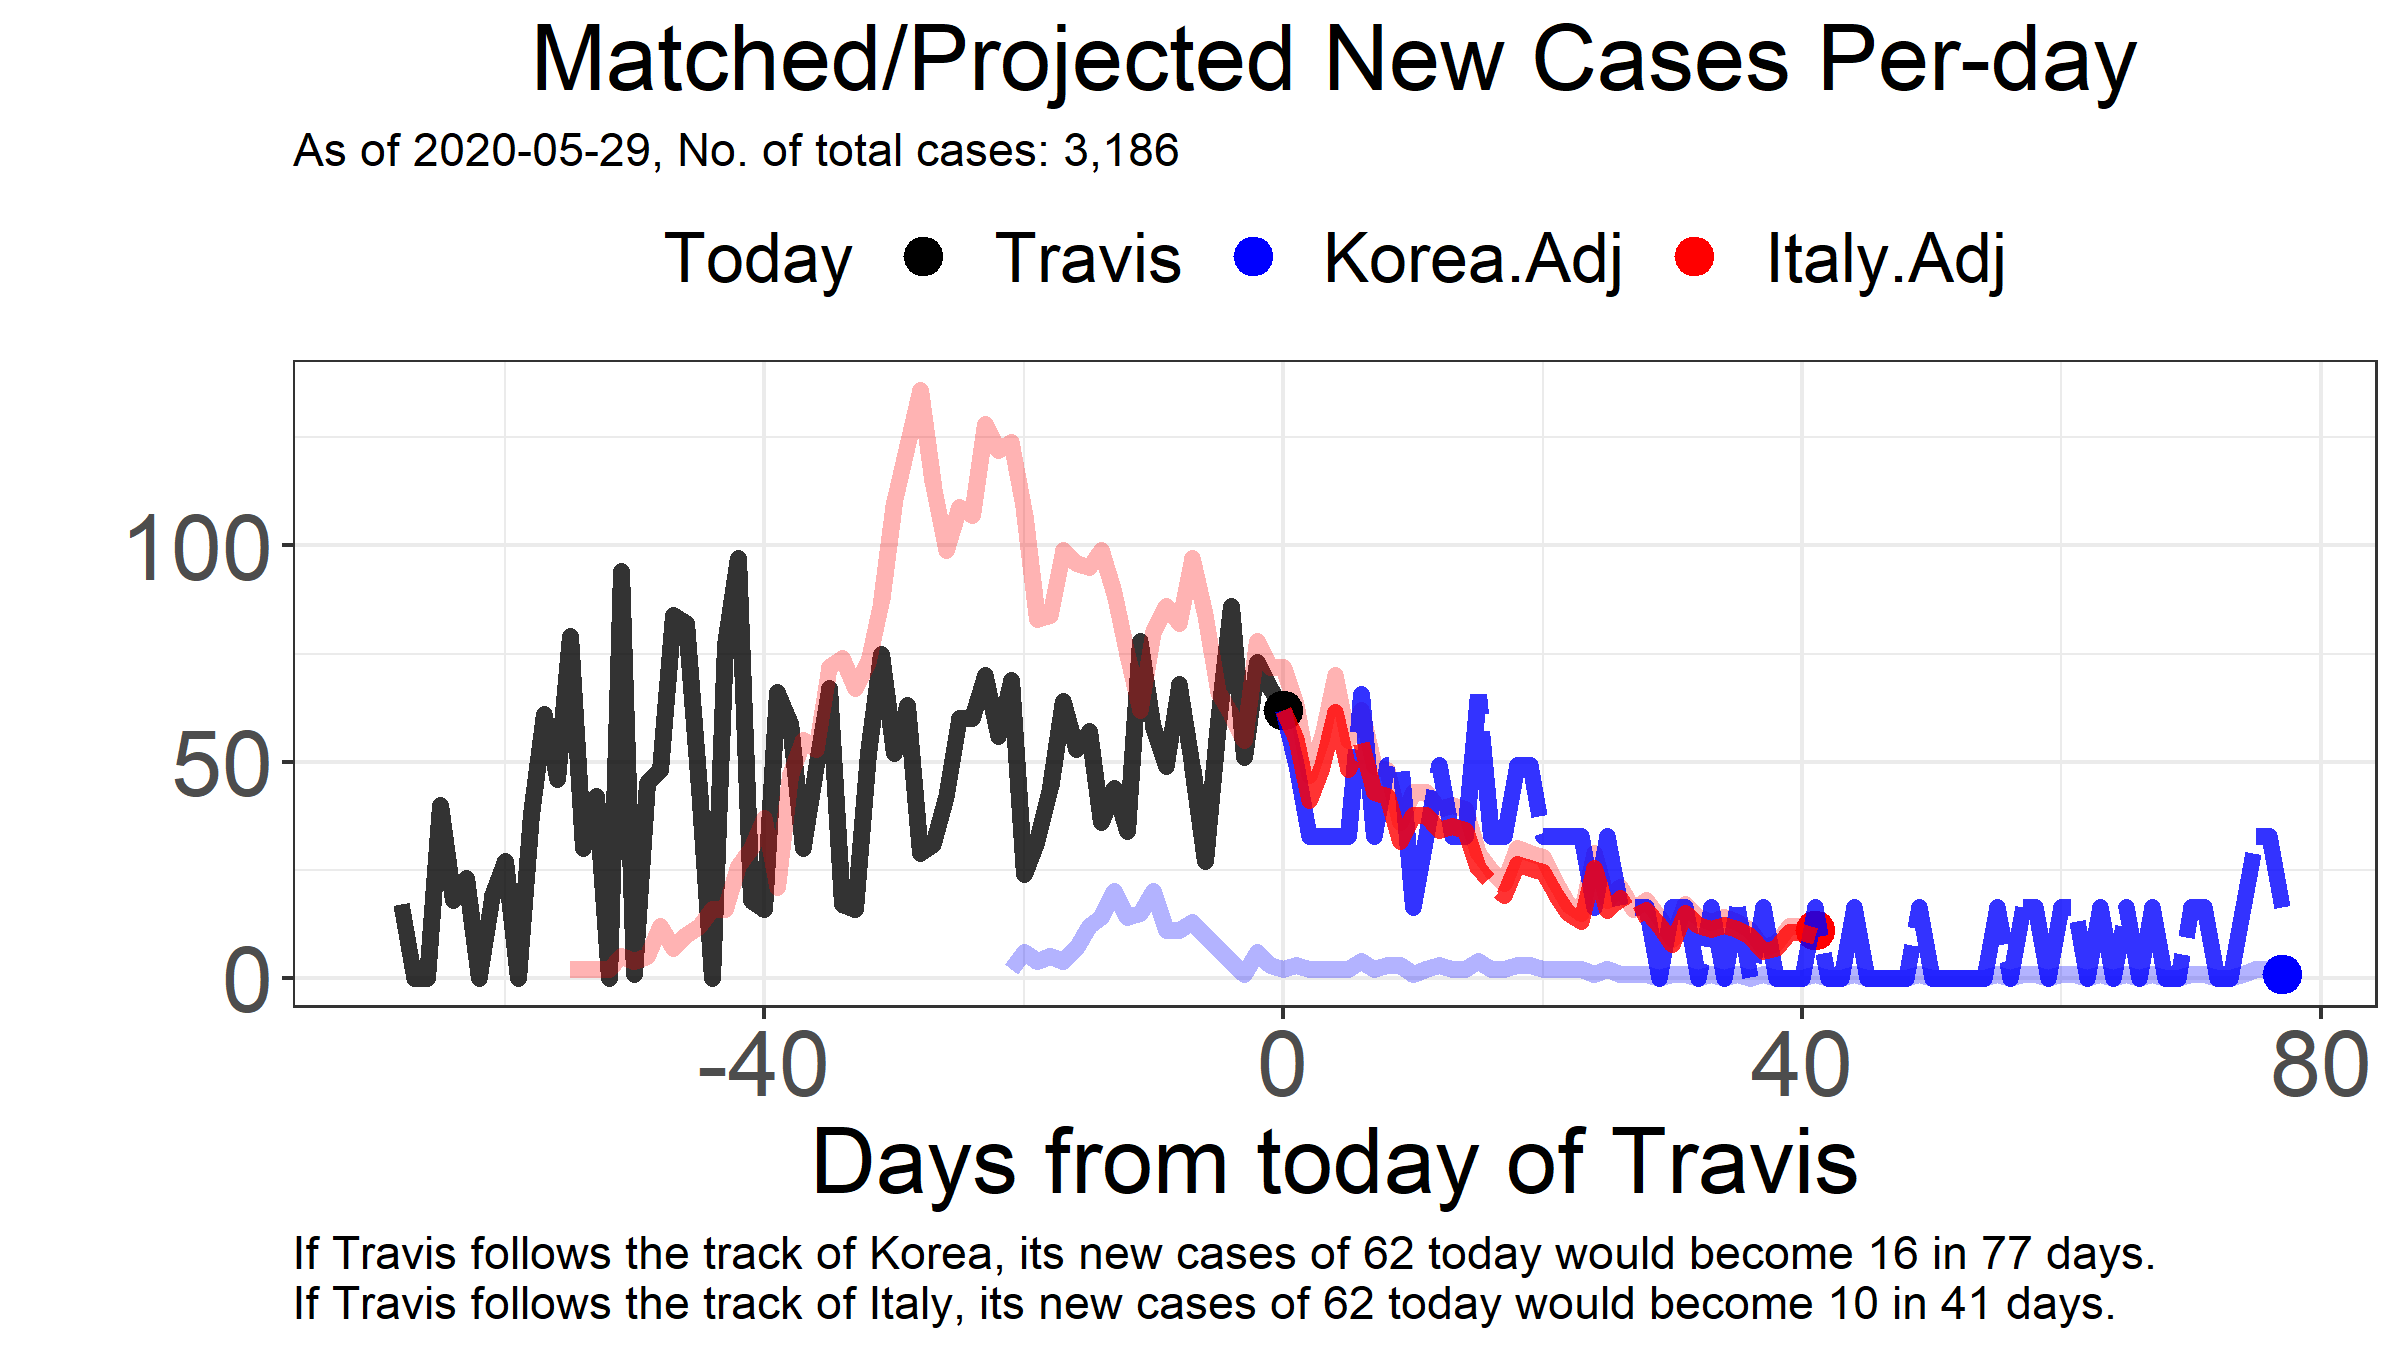 Matched/Projected New Cases Per-day
As of 2020-05-29, No. of total cases: 3,186
Today Travis Korea.Adj Italy.Adj
100
50
0
-40 0 40 80
Days from today of Travis
If Travis follows the track of Korea, its new cases of 62 today would become 16 in 77 days.
If Travis follows the track of Italy, its new cases of 62 today would become 10 in 41 days.